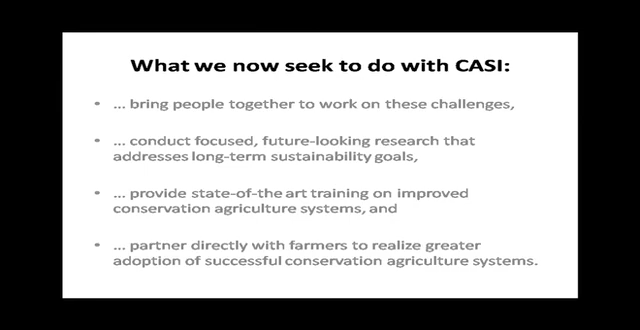 What we now seek to do with CASI:
• ... bring people together to work on these challenges,
• ... conduct focused, future-looking research that
addresses long-term sustainability goals,
• ... provide state-of-the art training on improved
conservation agriculture systems, and
• ... partner directly with farmers to realize greater
adoption of successful conservation agriculture systems.